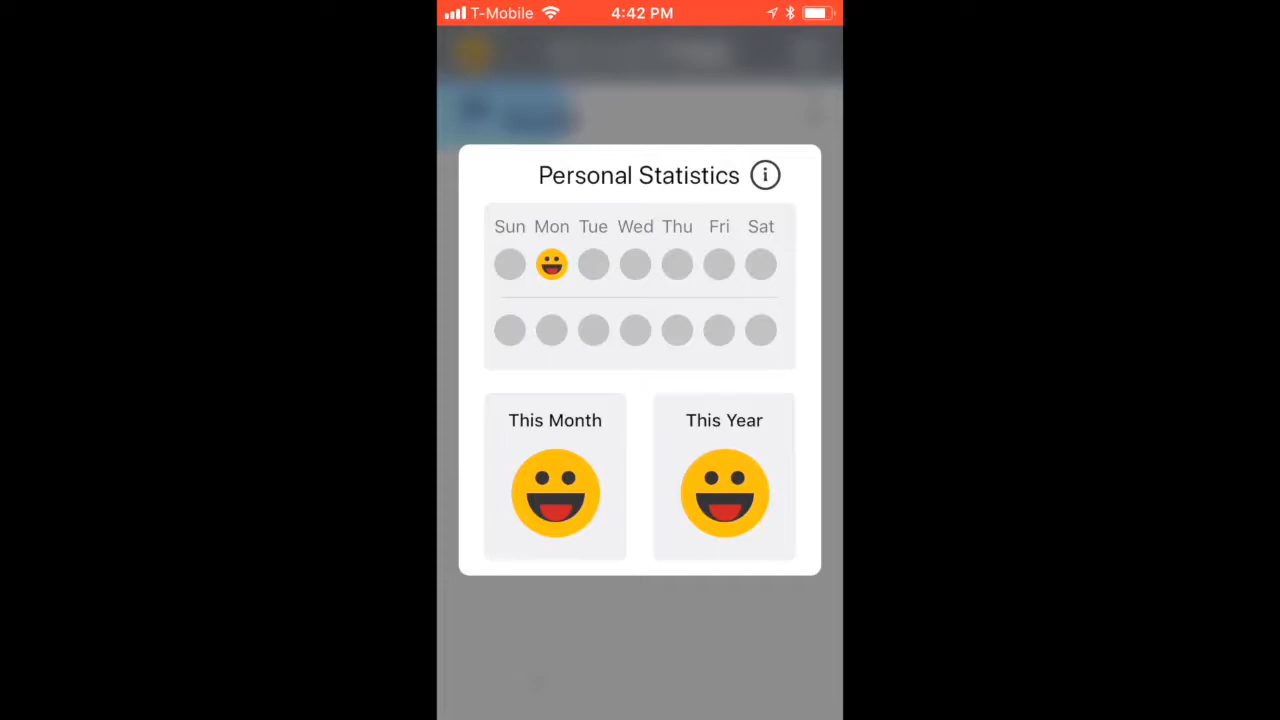 T-Mobile 4:42 PM
Personal Statistics i
Sun Mon Tue Wed Thu Fri Sat
This Month This Year